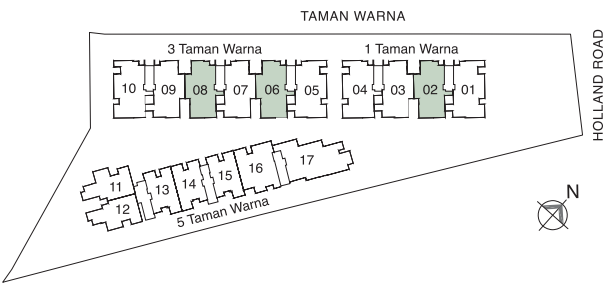 TAMAN WARNA
HOLLAND ROAD
3 Taman Warna
1 Taman Warna
10 09 08 07 06 05 04 03 02 01
11 12 13 14 15 16 17
5 Taman Warna
N